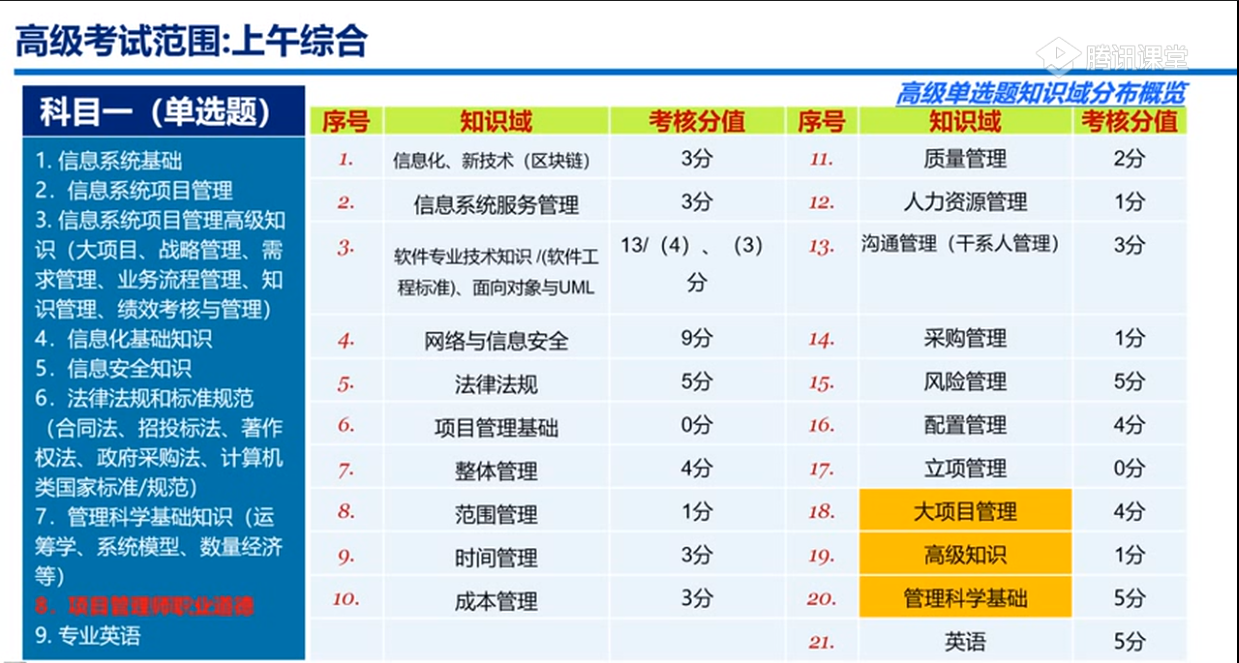 高级考试范围:上午综合
腾讯课堂
高级单选题知识域分布概览
科目一（单选题）
1. 信息系统基础
2. 信息系统项目管理
3. 信息系统项目管理高级知
识（大项目、战略管理、需
求管理、业务流程管理、知
识管理、绩效考核与管理）
4. 信息化基础知识
5. 信息安全知识
6. 法律法规和标准规范
（合同法、招投标法、著作
权法、政府采购法、计算机
类国家标准/规范）
7. 管理科学基础知识（运
筹学、系统模型、数量经济
等）
8. 项目管理师职业道德
9. 专业英语
序号 知识域 考核分值 序号 知识域 考核分值
1. 信息化、新技术（区块链） 3分 11. 质量管理 2分
2. 信息系统服务管理 3分 12. 人力资源管理 1分
3. 软件专业技术知识 /(软件工 13/（4）、（3） 13. 沟通管理（干系人管理） 3分
程标准)、面向对象与UML 分
4. 网络与信息安全 9分 14. 采购管理 1分
5. 法律法规 5分 15. 风险管理 5分
6. 项目管理基础 0分 16. 配置管理 4分
7. 整体管理 4分 17. 立项管理 0分
8. 范围管理 1分 18. 大项目管理 4分
9. 时间管理 3分 19. 高级知识 1分
10. 成本管理 3分 20. 管理科学基础 5分
21. 英语 5分